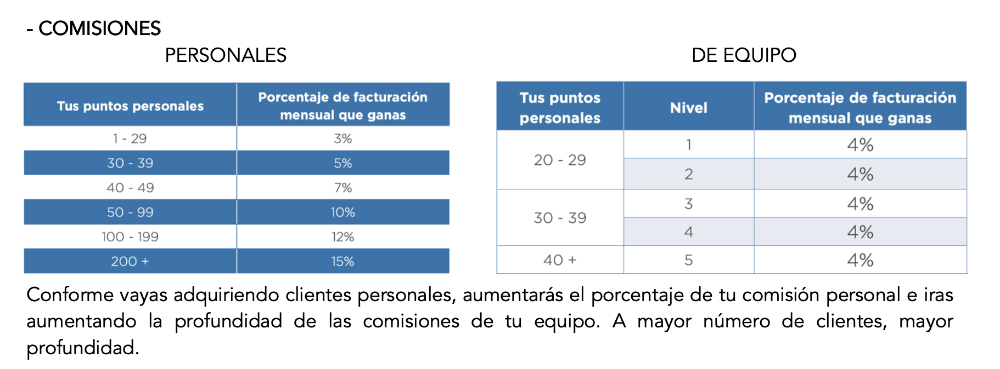 - COMISIONES
PERSONALES
DE EQUIPO
Tus puntos personales
Porcentaje de facturación
mensual que ganas
1 - 29
3%
30 - 39
5%
40 - 49
7%
50 - 99
10%
100 - 199
12%
200 +
15%
Tus puntos
personales
Nivel
Porcentaje de facturación
mensual que ganas
20 - 29
1
4%
2
4%
30 - 39
3
4%
4
4%
40 +
5
4%
Conforme vayas adquiriendo clientes personales, aumentarás el porcentaje de tu comisión personal e iras
aumentando la profundidad de las comisiones de tu equipo. A mayor número de clientes, mayor
profundidad.